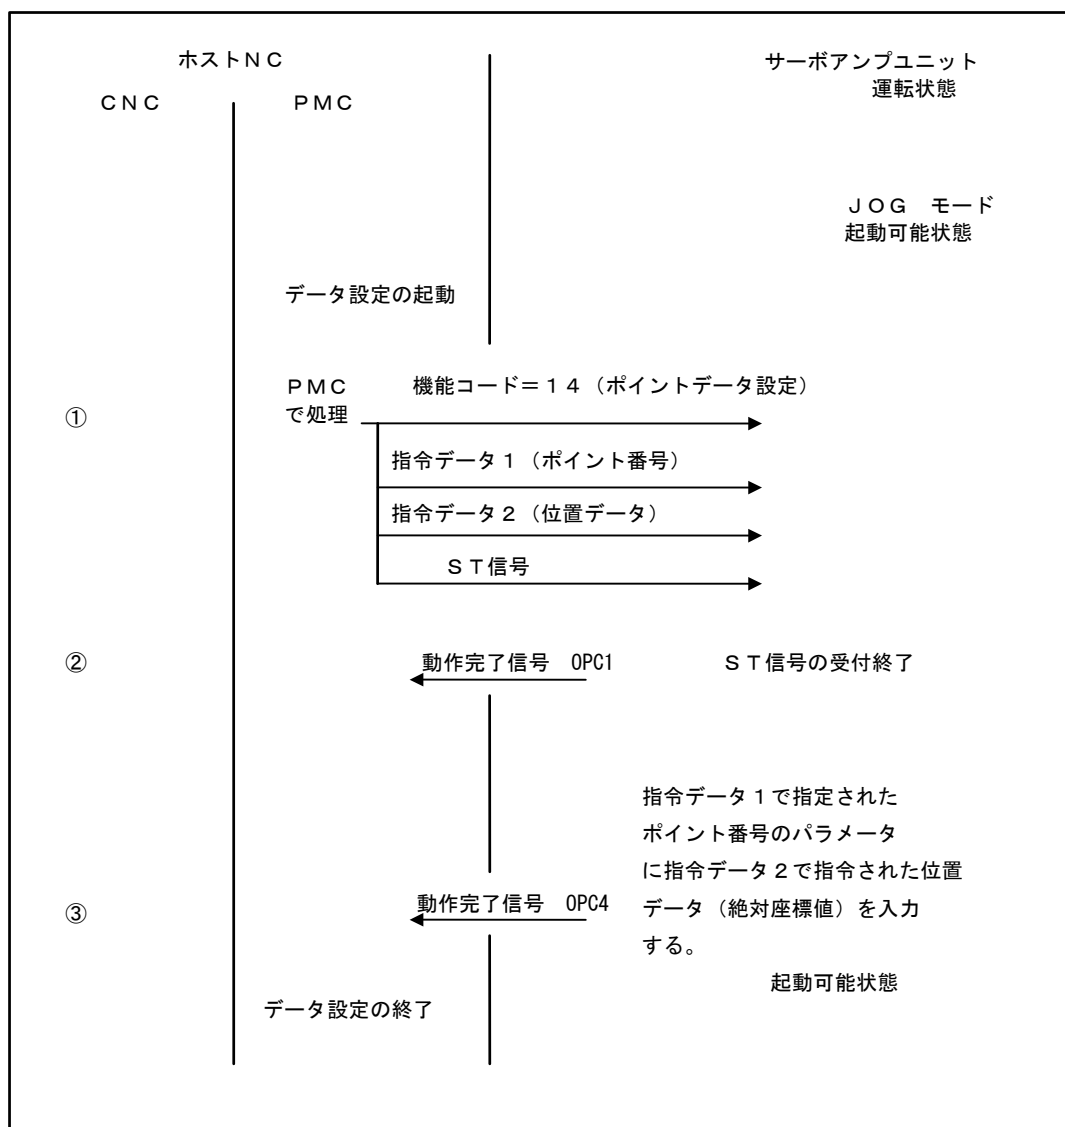 ホストＮＣ
サーボアンプユニット
運転状態
ＣＮＣ
ＰＭＣ
ＪＯＧ　モード
起動可能状態
データ設定の起動
ＰＭＣ
で処理
機能コード＝１４（ポイントデータ設定）
①
指令データ１（ポイント番号）
指令データ２（位置データ）
ＳＴ信号
②
動作完了信号　OPC1
ＳＴ信号の受付終了
指令データ１で指定された
ポイント番号のパラメータ
に指令データ２で指令された位置
データ（絶対座標値）を入力
する。
③
動作完了信号　OPC4
起動可能状態
データ設定の終了